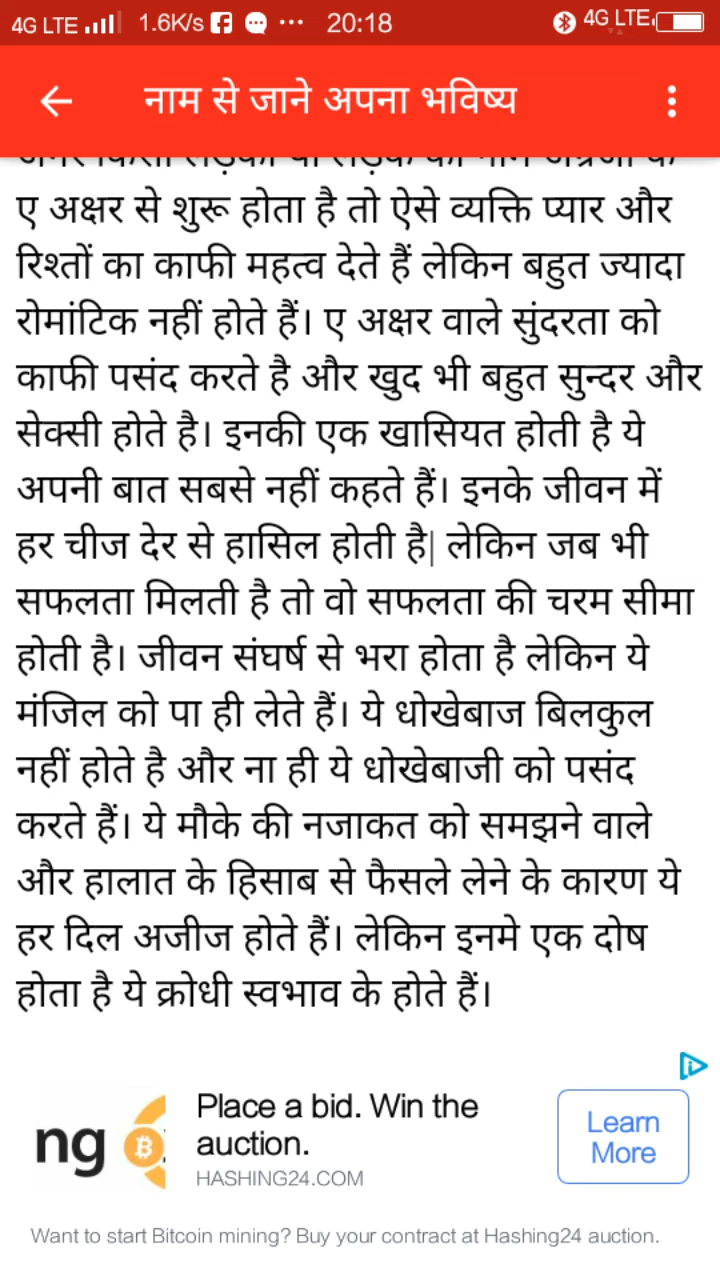 4G LTE 1.6K/s ... 20:18 4G LTE
नाम से जाने अपना भविष्य
ए अक्षर से शुरू होता है तो ऐसे व्यक्ति प्यार और
रिश्तों का काफी महत्व देते हैं लेकिन बहुत ज्यादा
रोमांटिक नहीं होते हैं। ए अक्षर वाले सुंदरता को
काफी पसंद करते है और खुद भी बहुत सुन्दर और
सेक्सी होते है। इनकी एक खासियत होती है ये
अपनी बात सबसे नहीं कहते हैं। इनके जीवन में
हर चीज देर से हासिल होती है| लेकिन जब भी
सफलता मिलती है तो वो सफलता की चरम सीमा
होती है। जीवन संघर्ष से भरा होता है लेकिन ये
मंजिल को पा ही लेते हैं। ये धोखेबाज बिलकुल
नहीं होते है और ना ही ये धोखेबाजी को पसंद
करते हैं। ये मौके की नजाकत को समझने वाले
और हालात के हिसाब से फैसले लेने के कारण ये
हर दिल अजीज होते हैं। लेकिन इनमे एक दोष
होता है ये क्रोधी स्वभाव के होते हैं।
ng
Place a bid. Win the
auction.
HASHING24.COM
Learn
More
Want to start Bitcoin mining? Buy your contract at Hashing24 auction.